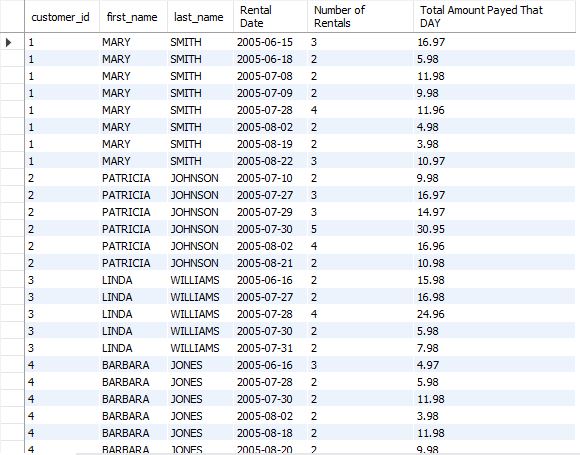 customer_id first_name last_name Rental Date Number of Rentals Total Amount Payed That DAY
1 MARY SMITH 2005-06-15 3 16.97
1 MARY SMITH 2005-06-18 2 5.98
1 MARY SMITH 2005-07-08 2 11.98
1 MARY SMITH 2005-07-09 2 9.98
1 MARY SMITH 2005-07-28 4 11.96
1 MARY SMITH 2005-08-02 2 4.98
1 MARY SMITH 2005-08-19 2 3.98
1 MARY SMITH 2005-08-22 3 10.97
2 PATRICIA JOHNSON 2005-07-10 2 9.98
2 PATRICIA JOHNSON 2005-07-27 3 16.97
2 PATRICIA JOHNSON 2005-07-29 3 14.97
2 PATRICIA JOHNSON 2005-07-30 5 30.95
2 PATRICIA JOHNSON 2005-08-02 4 16.96
2 PATRICIA JOHNSON 2005-08-21 2 10.98
3 LINDA WILLIAMS 2005-06-16 2 15.98
3 LINDA WILLIAMS 2005-07-27 2 16.98
3 LINDA WILLIAMS 2005-07-28 4 24.96
3 LINDA WILLIAMS 2005-07-30 2 5.98
3 LINDA WILLIAMS 2005-07-31 2 7.98
4 BARBARA JONES 2005-06-16 3 4.97
4 BARBARA JONES 2005-07-28 2 5.98
4 BARBARA JONES 2005-07-30 2 11.98
4 BARBARA JONES 2005-08-02 2 3.98
4 BARBARA JONES 2005-08-18 2 11.98
4 BARBARA JONES 2005-08-20 2 9.98